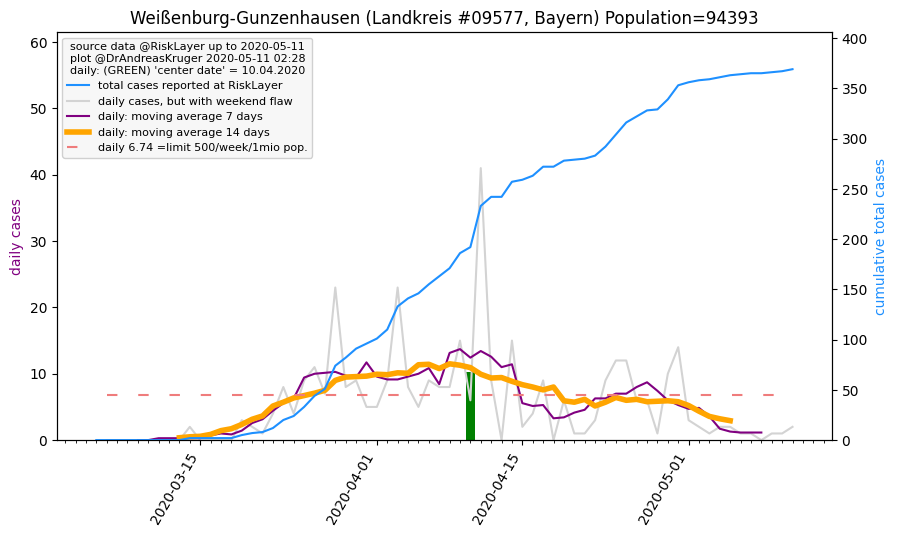 Weißenburg-Gunzenhausen (Landkreis #09577, Bayern) Population=94393
source data @RiskLayer up to 2020-05-11
plot @DrAndreasKruger 2020-05-11 02:28
daily: (GREEN) 'center date' = 10.04.2020
total cases reported at RiskLayer
daily cases, but with weekend flaw
daily: moving average 7 days
daily: moving average 14 days
daily 6.74 =limit 500/week/1mio pop.
daily cases
60
50
40
30
20
10
0
cumulative total cases
400
350
300
250
200
150
100
50
0
2020-03-15
2020-04-01
2020-04-15
2020-05-01